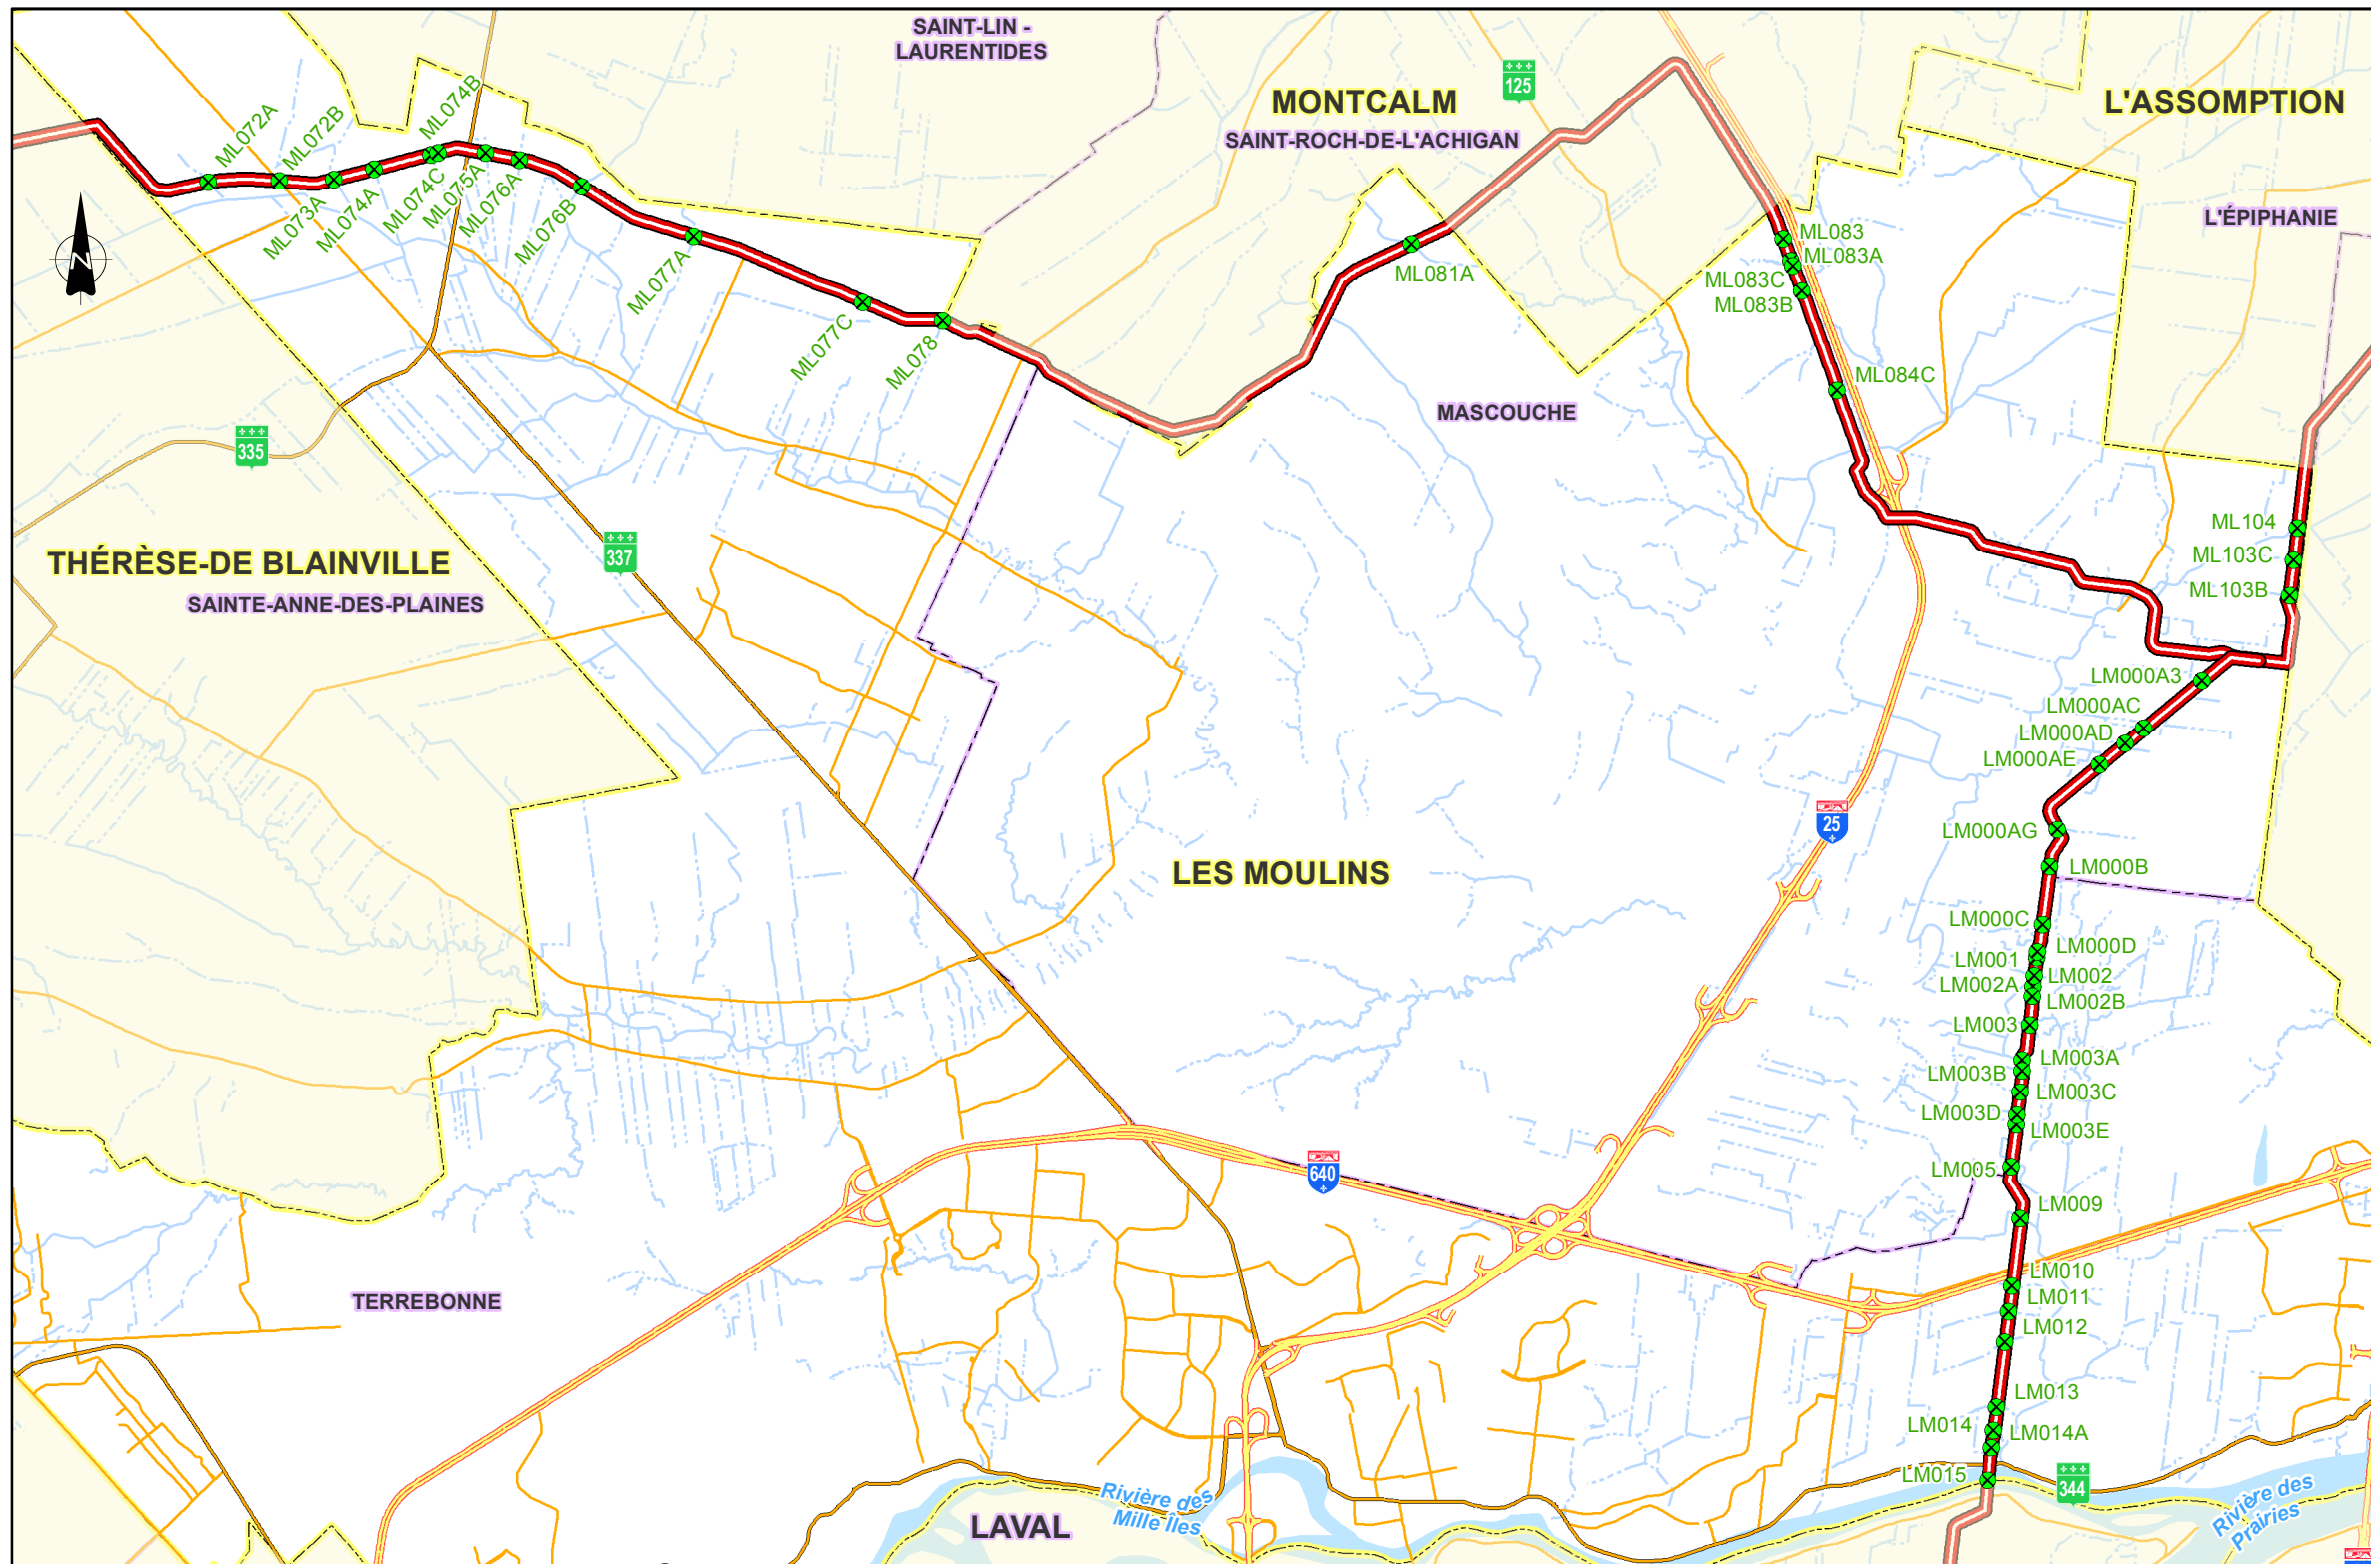 SAINT-LIN -
LAURENTIDES
MONTCALM
SAINT-ROCH-DE-L'ACHIGAN
125
L'ASSOMPTION
L'ÉPIPHANIE
ML072A
ML072B
ML074B
ML073A
ML074A
ML074C
ML075A
ML076A
ML076B
ML077A
ML077C
ML078
ML081A
ML083
ML083A
ML083C
ML083B
ML084C
MASCOUCHE
N
335
337
THÉRÈSE-DE BLAINVILLE
SAINTE-ANNE-DES-PLAINES
ML104
ML103C
ML103B
LM000A3
LM000AC
LM000AD
LM000AE
LM000AG
LM000B
25
LES MOULINS
LM000C
LM000D
LM001
LM002
LM002A
LM002B
LM003
LM003A
LM003B
LM003C
LM003D
LM003E
LM005
LM009
640
LM010
LM011
LM012
TERREBONNE
LM013
LM014
LM014A
LM015
344
Rivière des
Mille Îles
LAVAL
Rivière des
Prairies